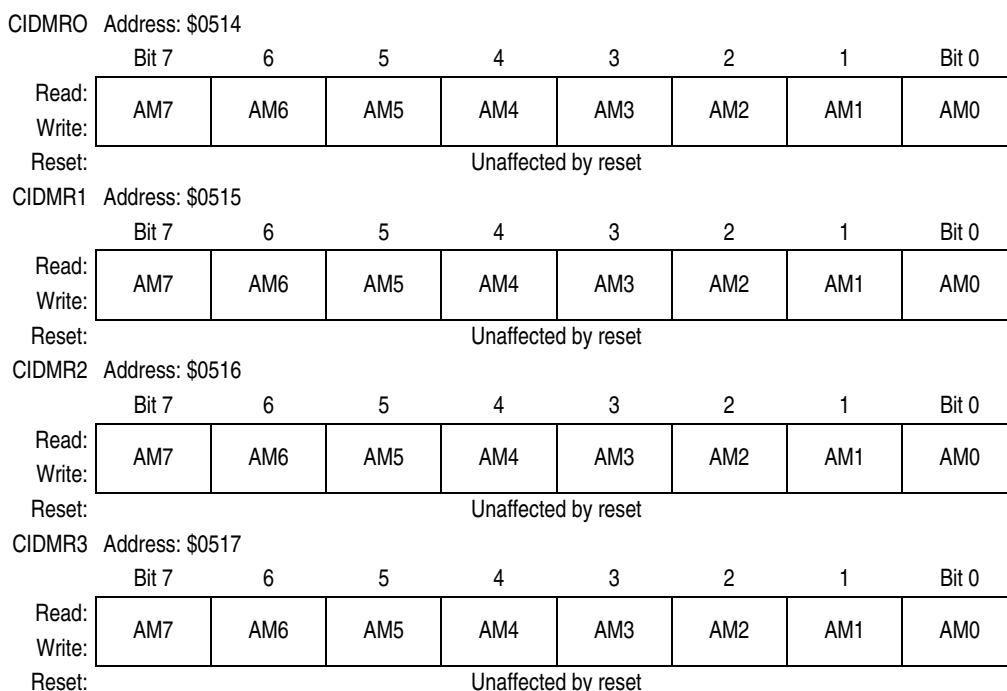 CIDMRO Address: $0514
Bit 7 6 5 4 3 2 1 Bit 0
Read:
AM7 AM6 AM5 AM4 AM3 AM2 AM1 AM0
Write:
Reset: Unaffected by reset
CIDMR1 Address: $0515
Bit 7 6 5 4 3 2 1 Bit 0
Read:
AM7 AM6 AM5 AM4 AM3 AM2 AM1 AM0
Write:
Reset: Unaffected by reset
CIDMR2 Address: $0516
Bit 7 6 5 4 3 2 1 Bit 0
Read:
AM7 AM6 AM5 AM4 AM3 AM2 AM1 AM0
Write:
Reset: Unaffected by reset
CIDMR3 Address: $0517
Bit 7 6 5 4 3 2 1 Bit 0
Read:
AM7 AM6 AM5 AM4 AM3 AM2 AM1 AM0
Write:
Reset: Unaffected by reset